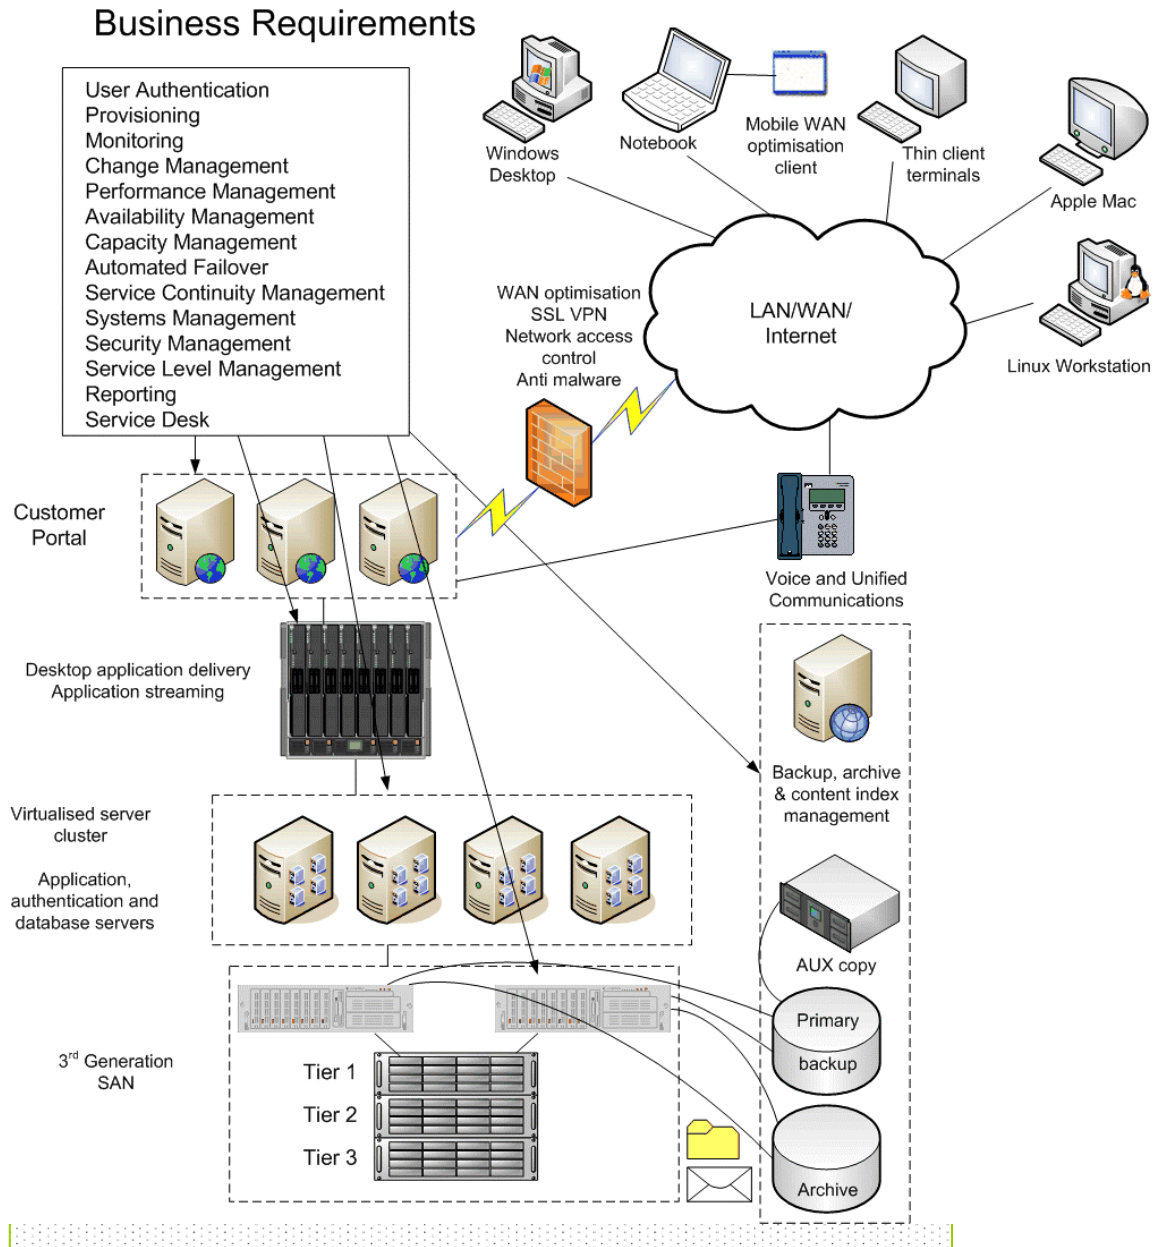 Business Requirements
User Authentication
Provisioning
Monitoring
Change Management
Performance Management
Availability Management
Capacity Management
Automated Failover
Service Continuity Management
Systems Management
Security Management
Service Level Management
Reporting
Service Desk
Windows
Desktop
Notebook
Mobile WAN
optimisation
client
Thin client
terminals
Apple Mac
Linux Workstation
LAN/WAN/
Internet
WAN optimisation
SSL VPN
Network access
control
Anti malware
Customer
Portal
Voice and Unified
Communications
Desktop application delivery
Application streaming
Virtualised server
cluster
Application,
authentication and
database servers
Backup, archive
& content index
management
AUX copy
Primary
backup
Archive
3rd Generation
SAN
Tier 1
Tier 2
Tier 3